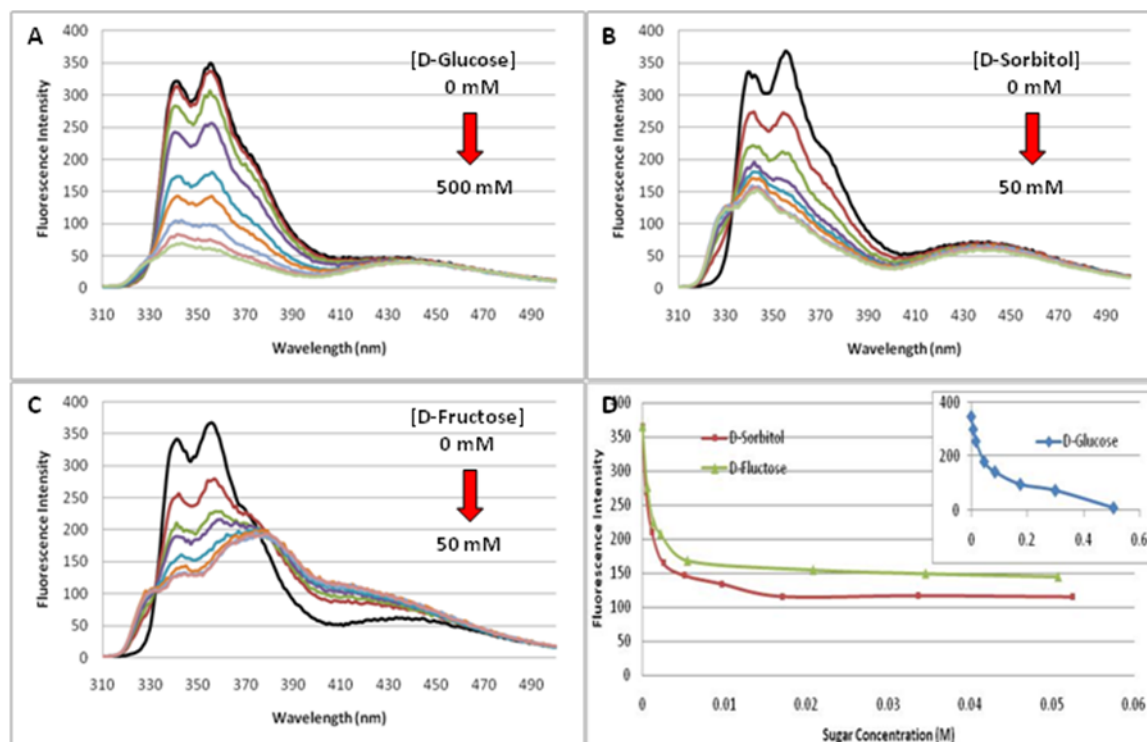 A
[D-Glucose]
0 mM
500 mM
Fluorescence Intensity
400
350
300
250
200
150
100
50
0
310 330 350 370 390 410 430 450 470 490
Wavelength (nm)
B
[D-Sorbitol]
0 mM
50 mM
Fluorescence Intensity
400
350
300
250
200
150
100
50
0
310 330 350 370 390 410 430 450 470 490
Wavelength (nm)
C
[D-Fructose]
0 mM
50 mM
Fluorescence Intensity
400
350
300
250
200
150
100
50
0
310 330 350 370 390 410 430 450 470 490
Wavelength (nm)
D
D-Sorbitol
D-Fluctose
Fluorescence Intensity
400
350
300
250
200
150
100
50
0
0 0.01 0.02 0.03 0.04 0.05 0.06
Sugar Concentration (M)
400
200
0
D-Glucose
0 0.2 0.4 0.6